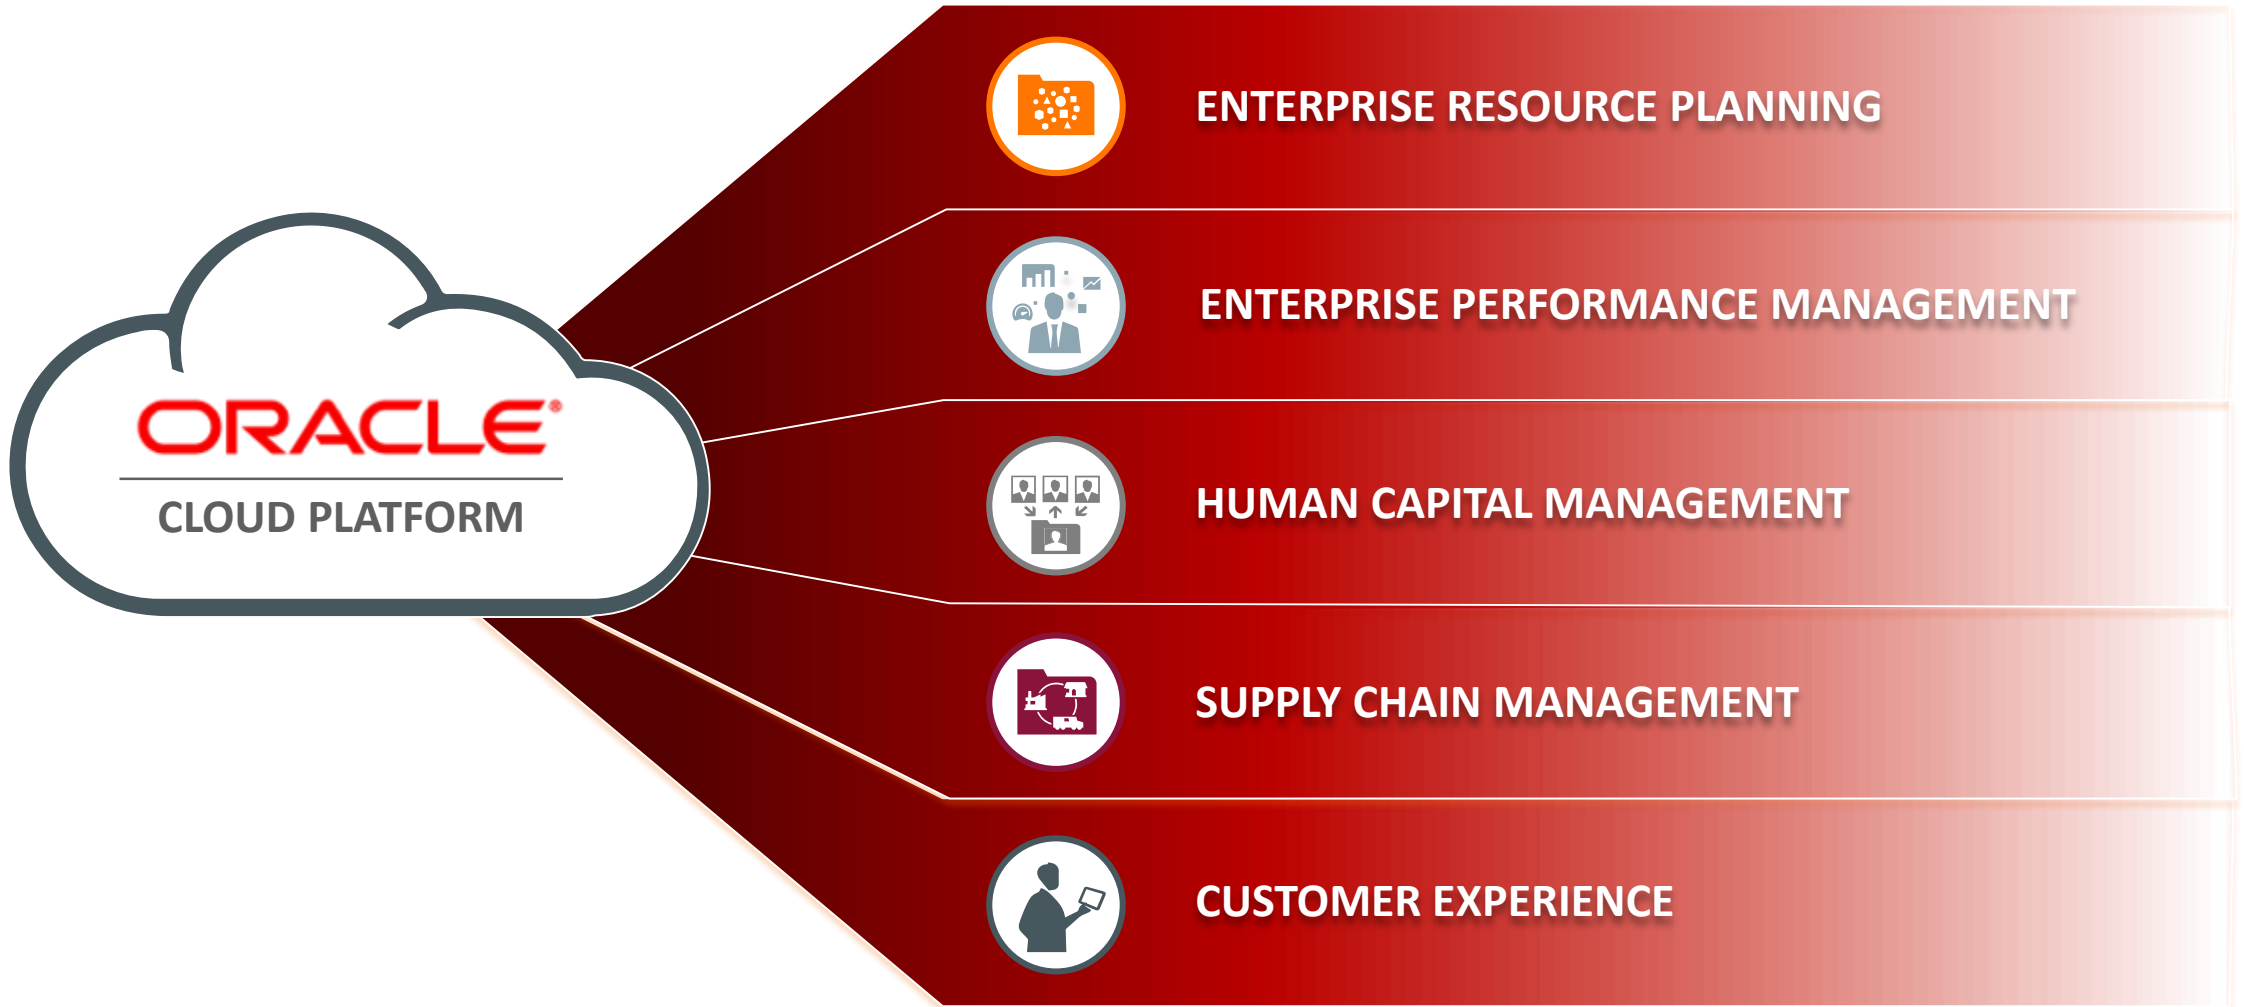 ORACLE®
CLOUD PLATFORM
ENTERPRISE RESOURCE PLANNING
ENTERPRISE PERFORMANCE MANAGEMENT
HUMAN CAPITAL MANAGEMENT
SUPPLY CHAIN MANAGEMENT
CUSTOMER EXPERIENCE